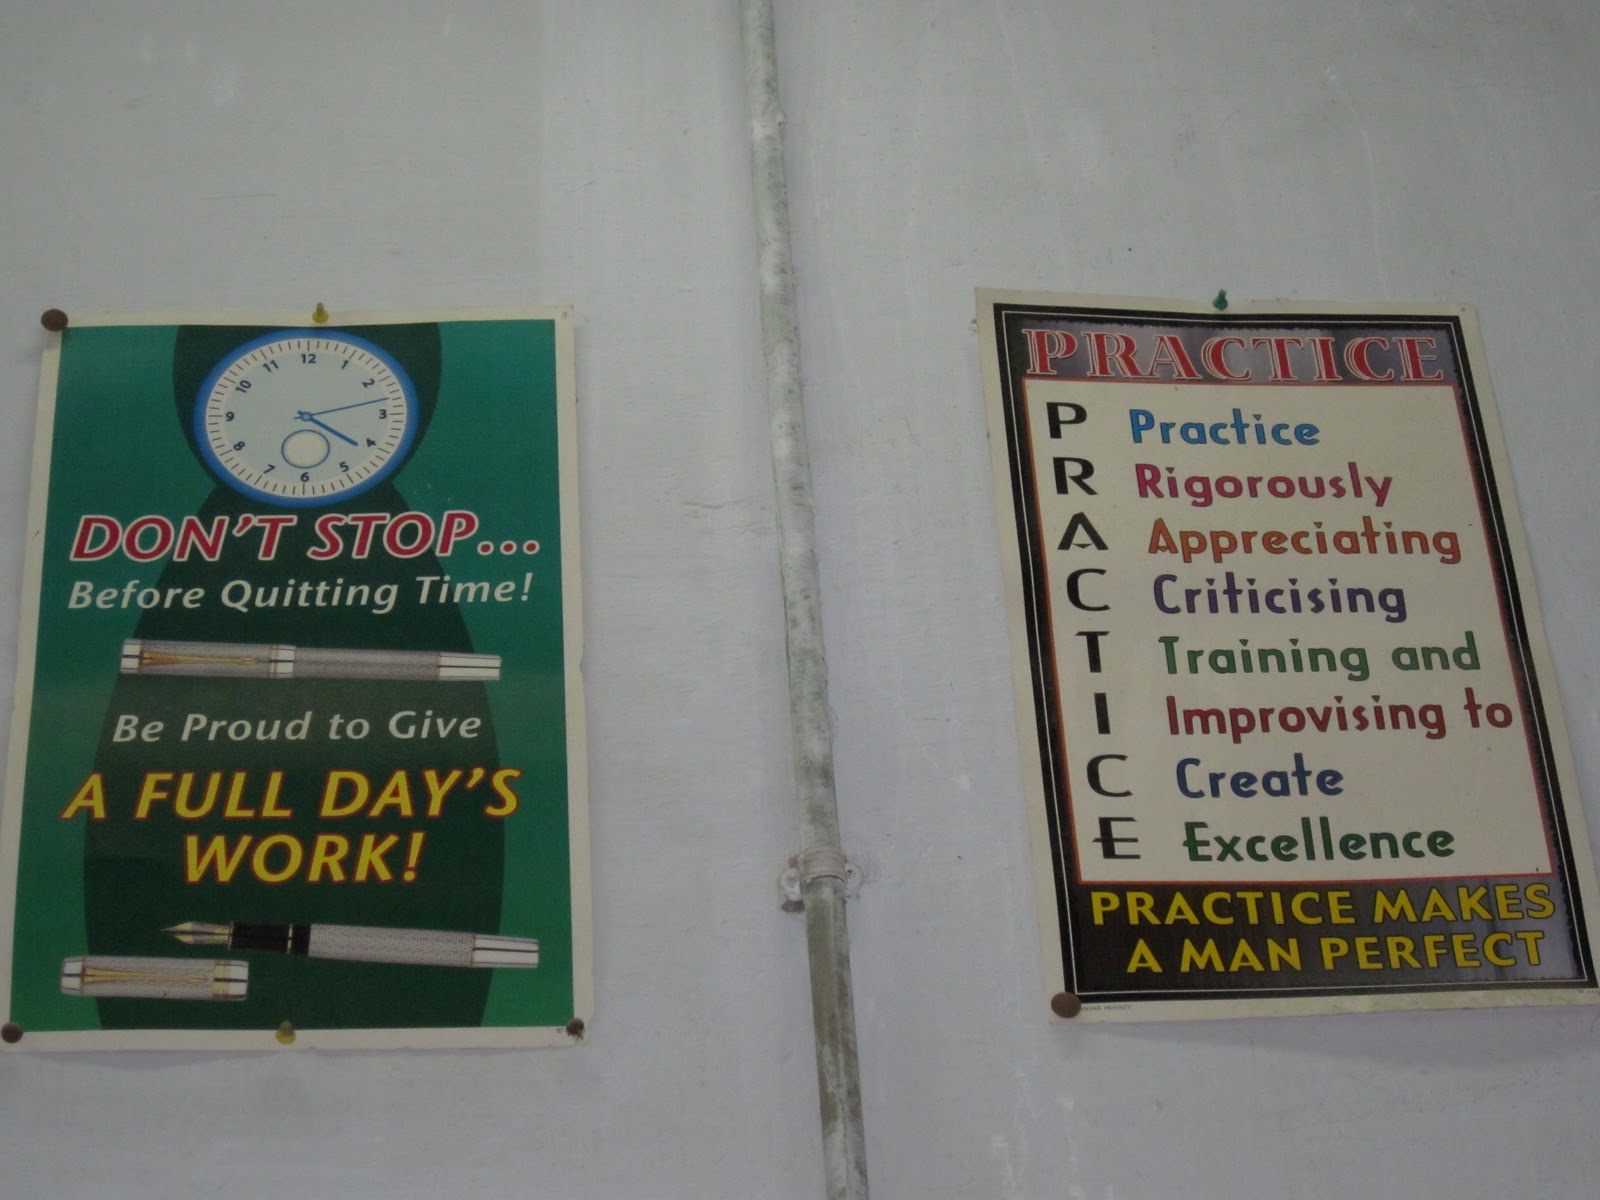 12
1
2
3
4
5
6
7
8
9
10
11
DON'T STOP...
Before Quitting Time!
Be Proud to Give
A FULL DAY'S
WORK!
PRACTICE
P Practice
R Rigorously
A Appreciating
C Criticising
T Training and
I Improvising to
C Create
E Excellence
PRACTICE MAKES
A MAN PERFECT